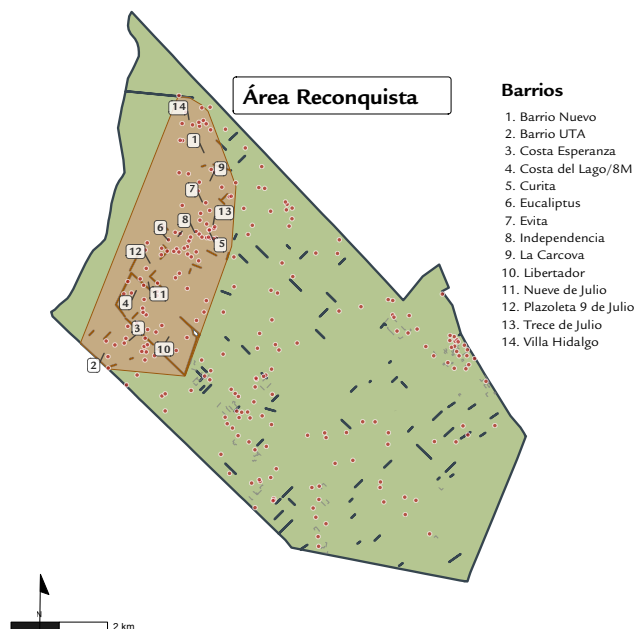 Área Reconquista
Barrios
1. Barrio Nuevo
2. Barrio UTA
3. Costa Esperanza
4. Costa del Lago/8M
5. Curita
6. Eucaliptus
7. Evita
8. Independencia
9. La Carcova
10. Libertador
11. Nueve de Julio
12. Plazoleta 9 de Julio
13. Trece de Julio
14. Villa Hidalgo
14
1
9
7
13
8
6
5
12
11
4
3
10
2
N
2 km